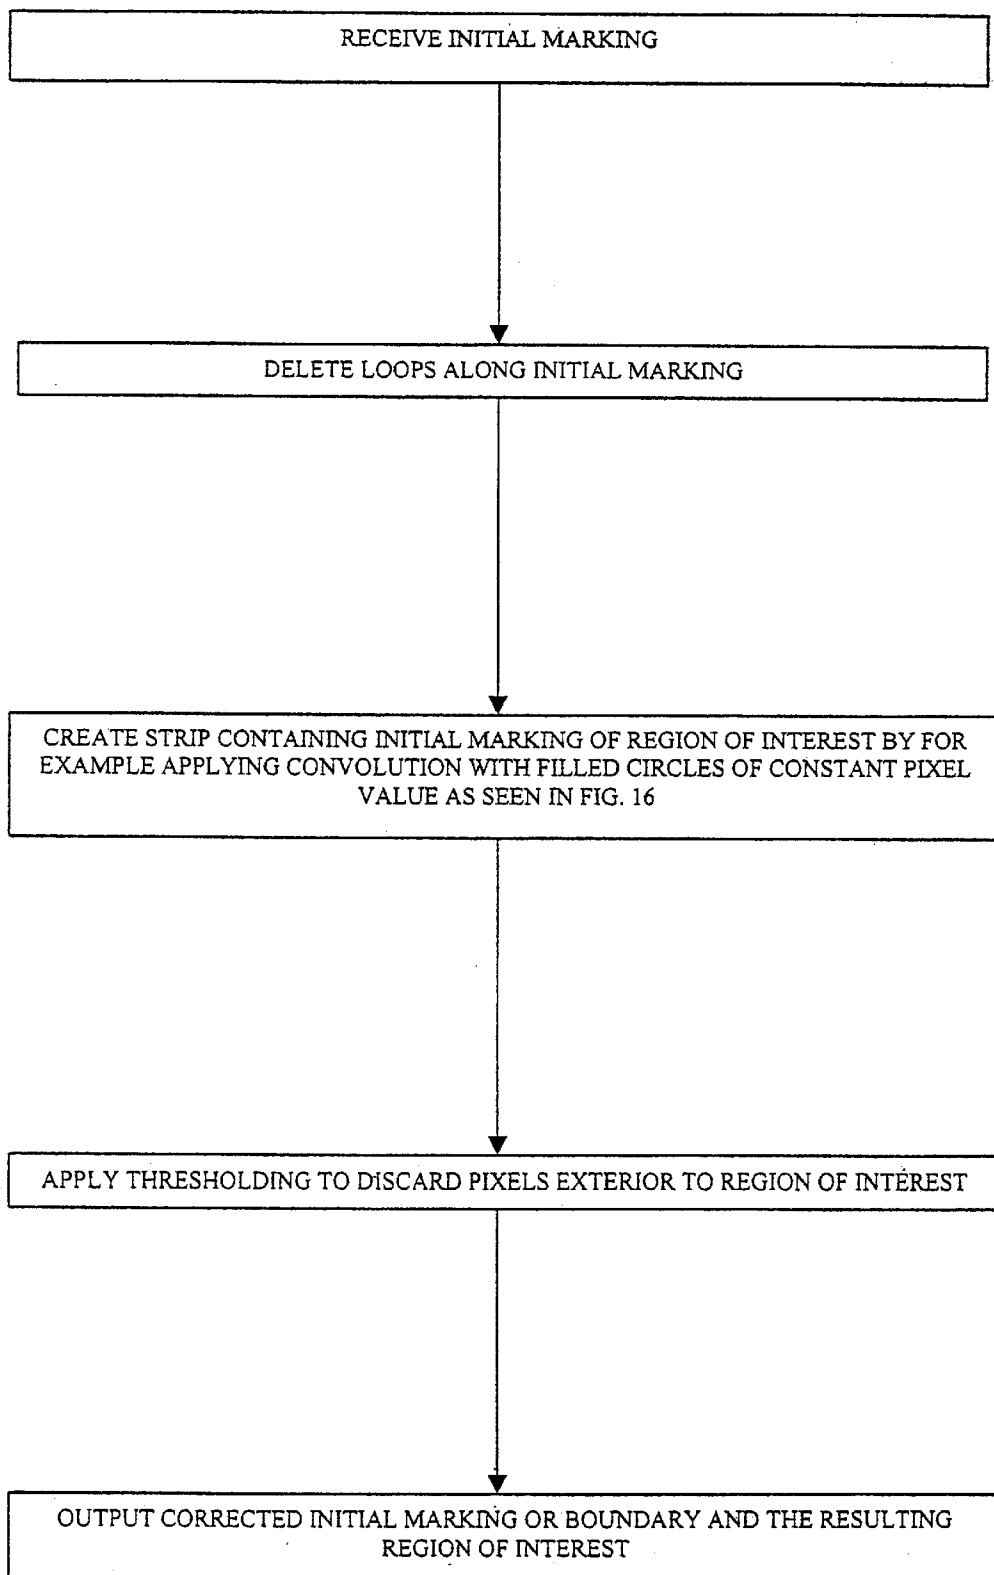 RECEIVE INITIAL MARKING
DELETE LOOPS ALONG INITIAL MARKING
CREATE STRIP CONTAINING INITIAL MARKING OF REGION OF INTEREST BY FOR
EXAMPLE APPLYING CONVOLUTION WITH FILLED CIRCLES OF CONSTANT PIXEL
VALUE AS SEEN IN FIG. 16
APPLY THRESHOLDING TO DISCARD PIXELS EXTERIOR TO REGION OF INTEREST
OUTPUT CORRECTED INITIAL MARKING OR BOUNDARY AND THE RESULTING
REGION OF INTEREST